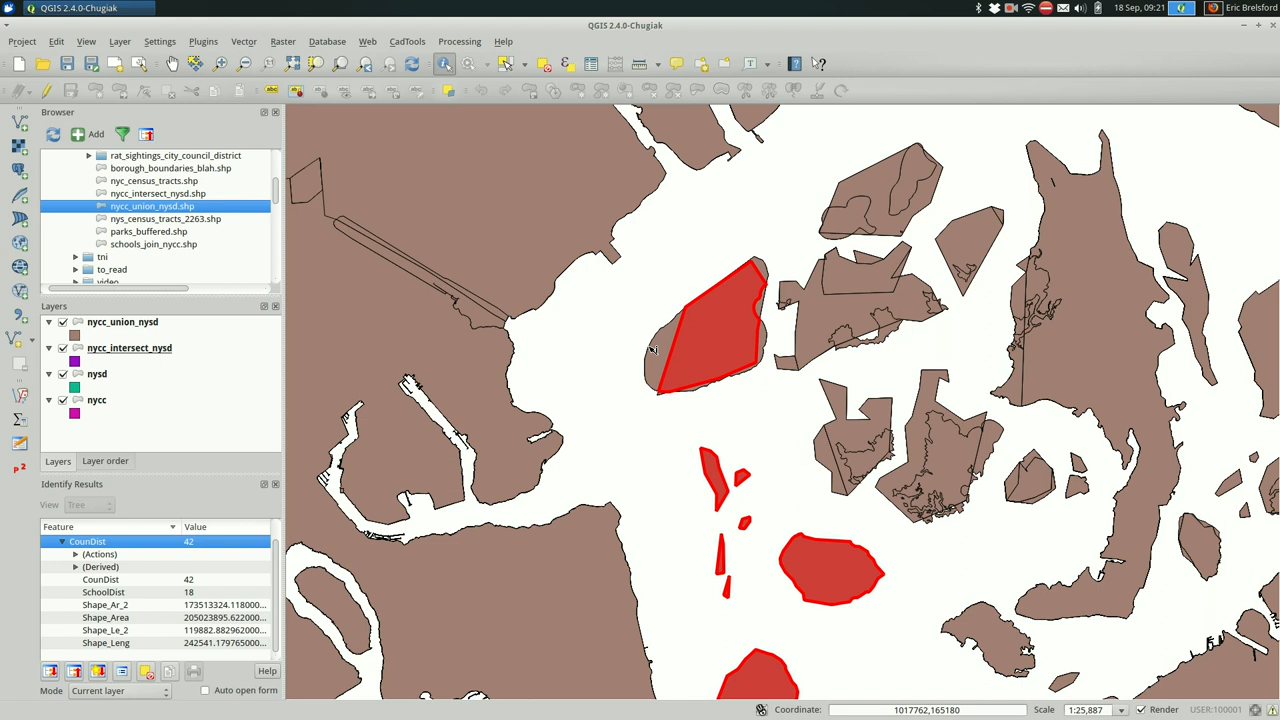 QGIS 2.4.0-Chugiak
18 Sep, 09:21
Eric Brelsford
QGIS 2.4.0-Chugiak
Project Edit View Layer Settings Plugins Vector Raster Database Web CadTools Processing Help
Browser
Add
rat_sightings_city_council_district
borough_boundaries_blah.shp
nyc_census_tracts.shp
nycc_intersect_nysd.shp
nycc_union_nysd.shp
nys_census_tracts_2263.shp
parks_buffered.shp
schools_join_nycc.shp
tni
to_read
video
Layers
nycc_union_nysd
nycc_intersect_nysd
nysd
nycc
Layers Layer order
Identify Results
View Tree
Feature Value
CounDist 42
(Actions)
(Derived)
CounDist 42
SchoolDist 18
Shape_Ar_2 173513324.118000...
Shape_Area 205023895.622000...
Shape_Le_2 119882.882962000...
Shape_Leng 242541.179765000...
Help
Mode Current layer Auto open form
Coordinate: 1017762,165180 Scale 1:25,887 Render USER:100001